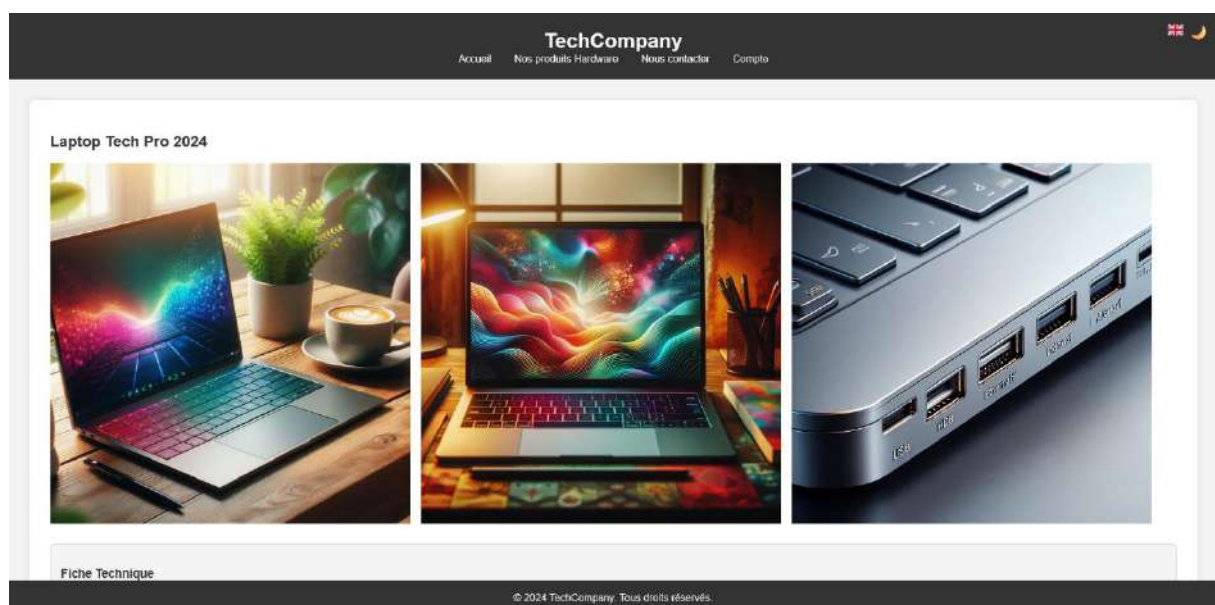 TechCompany
Accueil Nos produits Hardware Nous contacter Compte
Laptop Tech Pro 2024
USB
Fiche Technique
© 2024 TechCompany. Tous droits réservés.